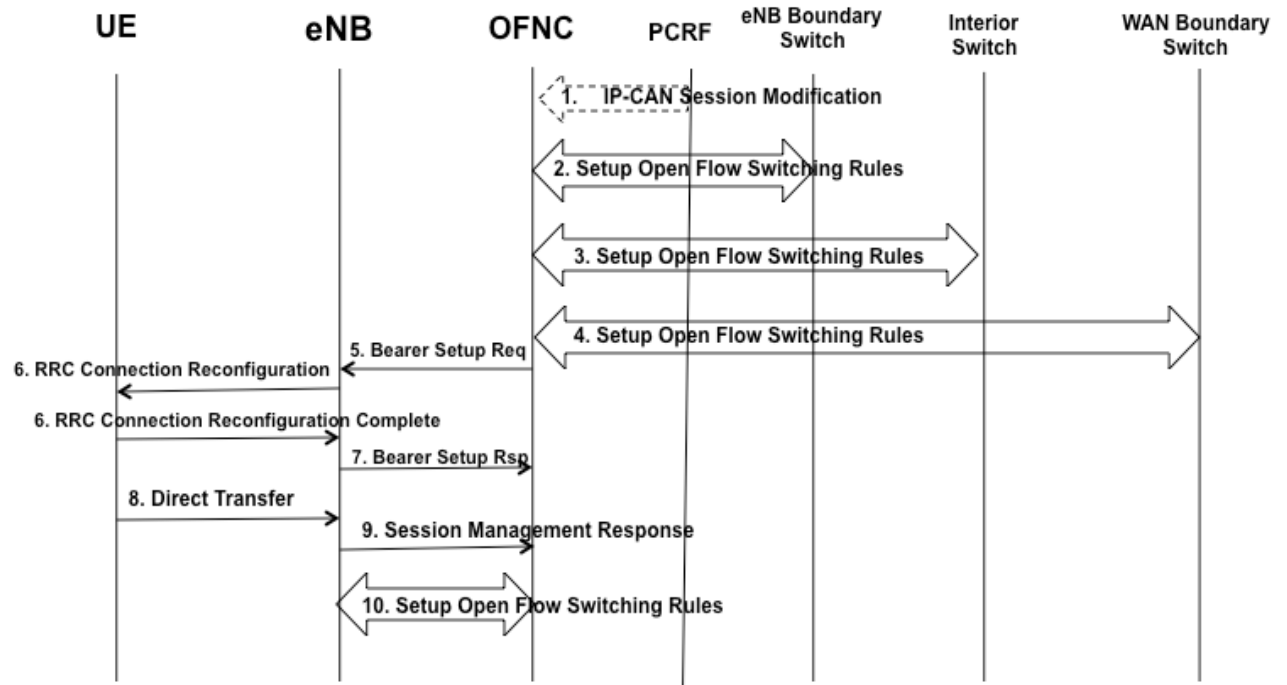 UE
eNB
OFNC
PCRF
eNB Boundary
Switch
Interior
Switch
WAN Boundary
Switch
1. IP-CAN Session Modification
2. Setup Open Flow Switching Rules
3. Setup Open Flow Switching Rules
4. Setup Open Flow Switching Rules
5. Bearer Setup Req
6. RRC Connection Reconfiguration
6. RRC Connection Reconfiguration Complete
7. Bearer Setup Rsp
8. Direct Transfer
9. Session Management Response
10. Setup Open Flow Switching Rules